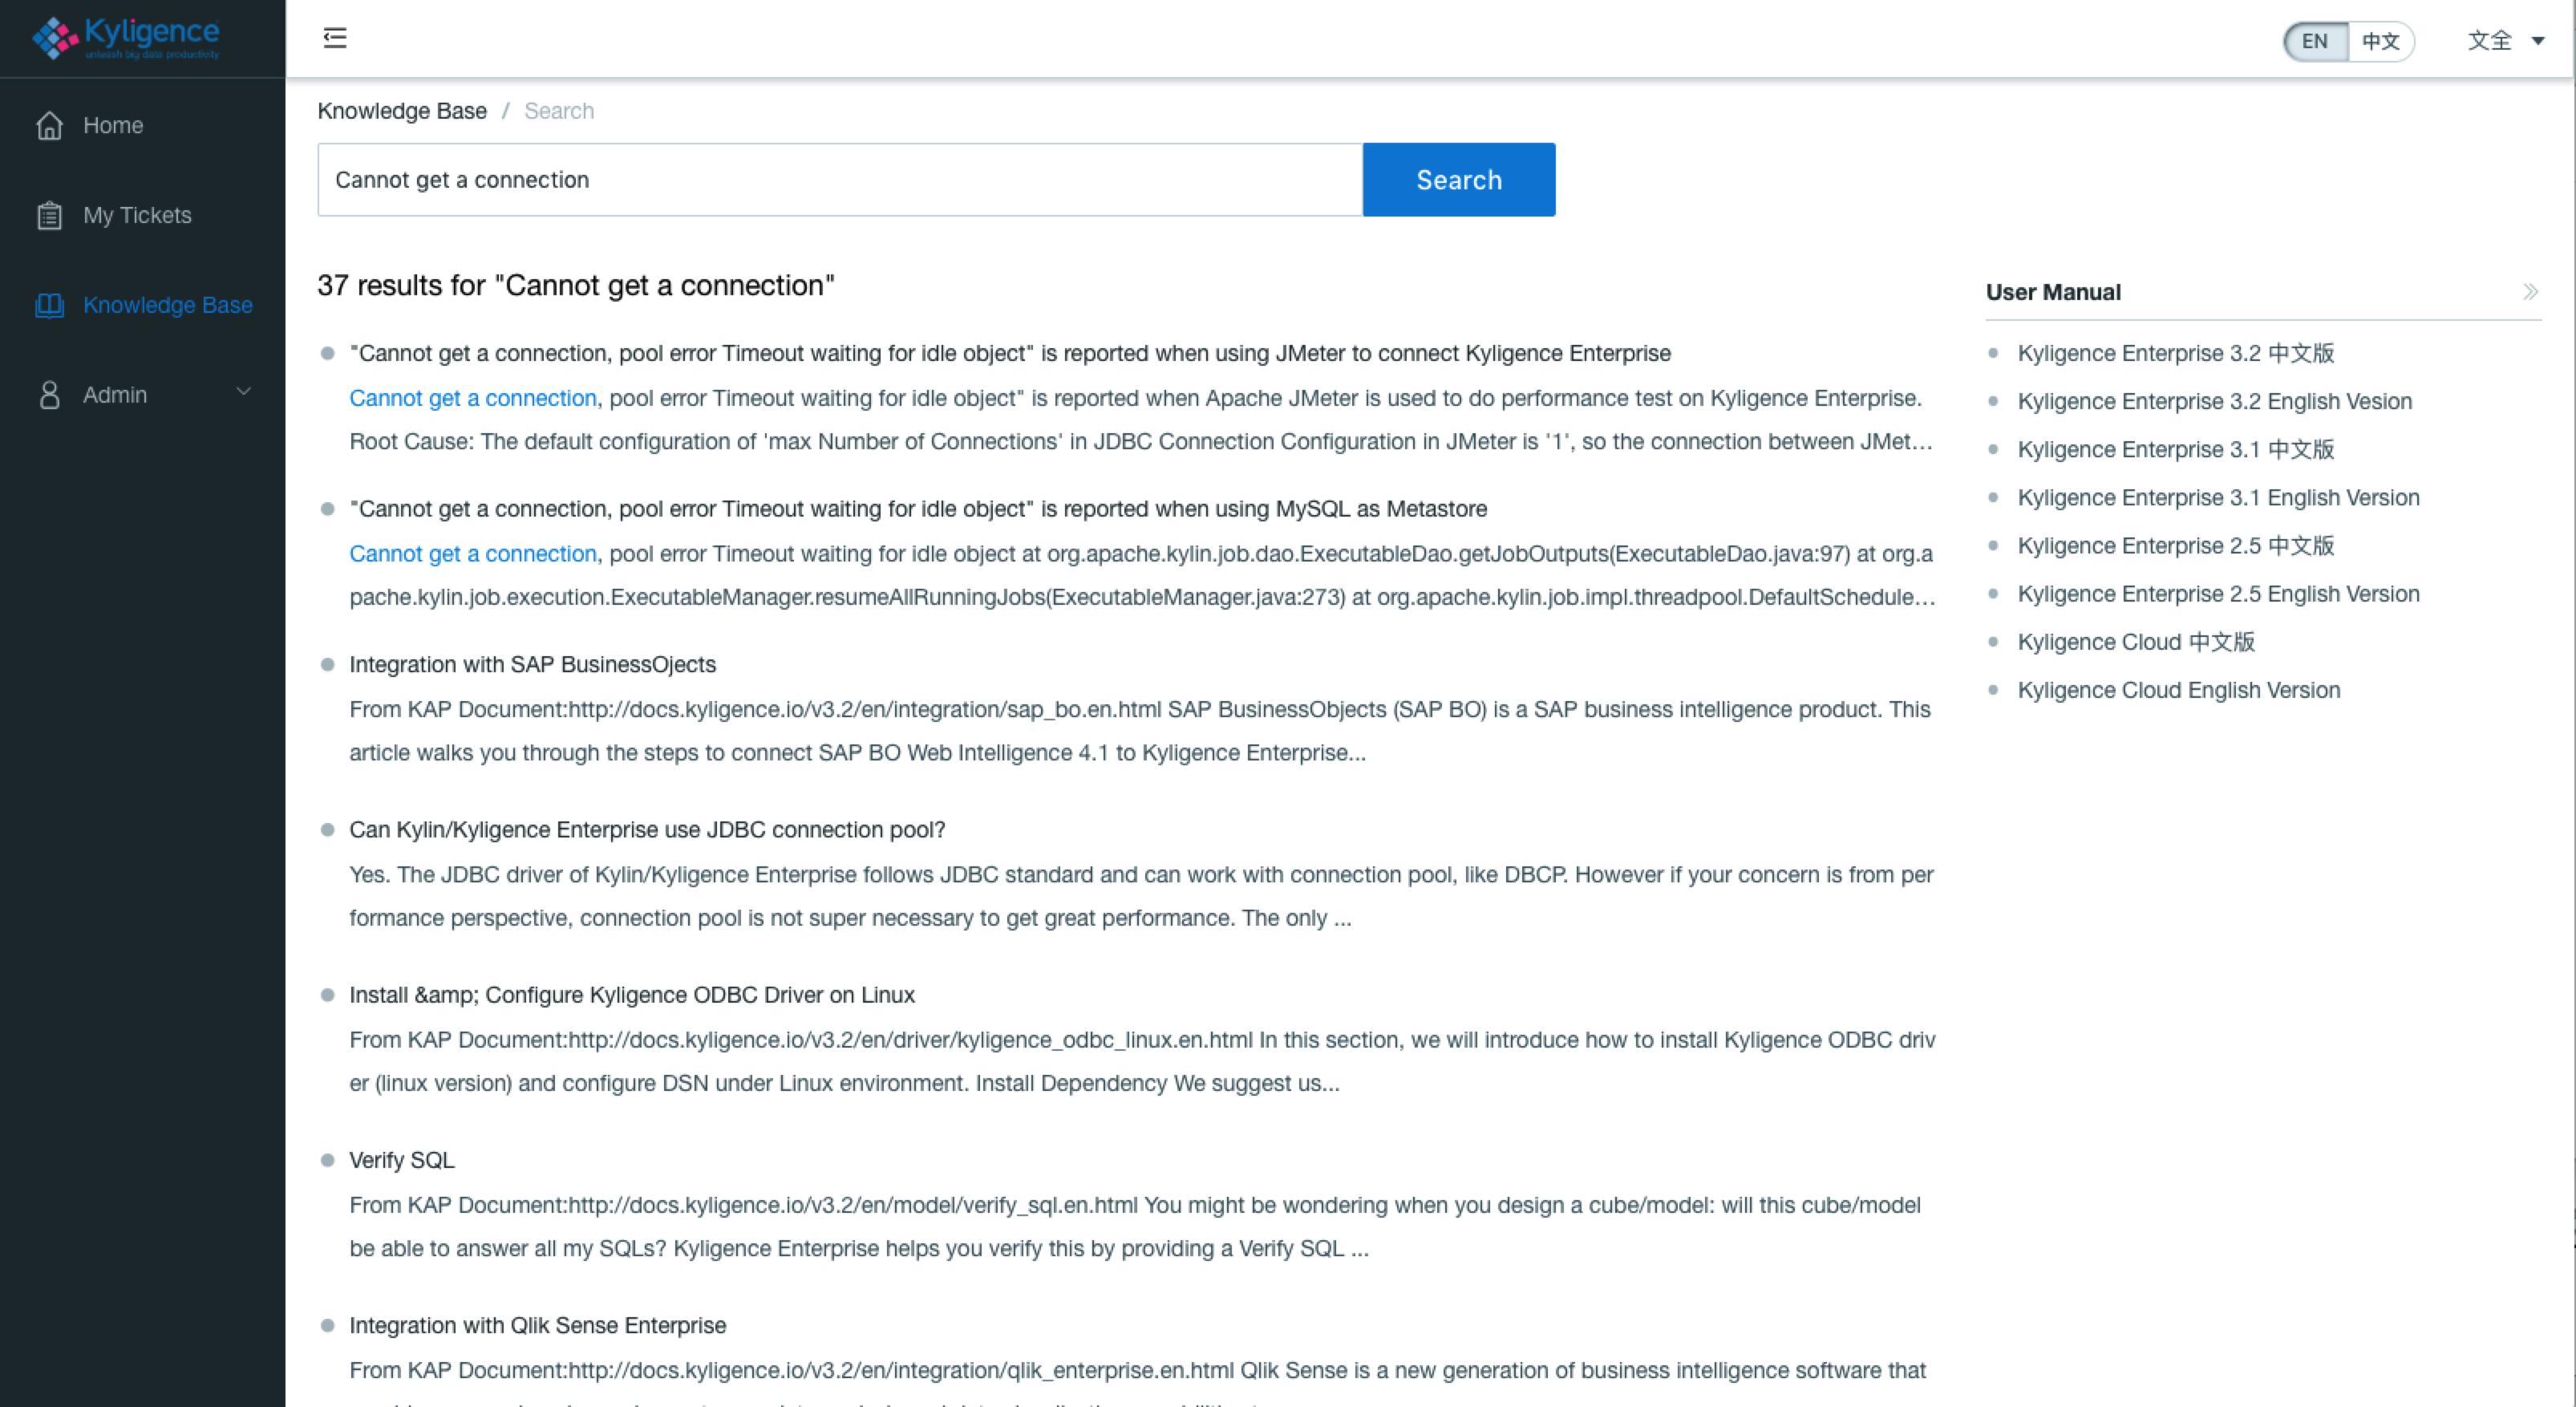 Kyligence
unleash big data productivity
EN 中文
文全
Home
My Tickets
Knowledge Base
Admin
Knowledge Base / Search
Cannot get a connection
Search
37 results for "Cannot get a connection"
"Cannot get a connection, pool error Timeout waiting for idle object" is reported when using JMeter to connect Kyligence Enterprise
Cannot get a connection, pool error Timeout waiting for idle object" is reported when Apache JMeter is used to do performance test on Kyligence Enterprise.
Root Cause: The default configuration of 'max Number of Connections' in JDBC Connection Configuration in JMeter is '1', so the connection between JMet...
"Cannot get a connection, pool error Timeout waiting for idle object" is reported when using MySQL as Metastore
Cannot get a connection, pool error Timeout waiting for idle object at org.apache.kylin.job.dao.ExecutableDao.getJobOutputs(ExecutableDao.java:97) at org.a
pache.kylin.job.execution.ExecutableManager.resumeAllRunningJobs(ExecutableManager.java:273) at org.apache.kylin.job.impl.threadpool.DefaultSchedule...
Integration with SAP BusinessOjects
From KAP Document:http://docs.kyligence.io/v3.2/en/integration/sap_bo.en.html SAP BusinessObjects (SAP BO) is a SAP business intelligence product. This
article walks you through the steps to connect SAP BO Web Intelligence 4.1 to Kyligence Enterprise...
Can Kylin/Kyligence Enterprise use JDBC connection pool?
Yes. The JDBC driver of Kylin/Kyligence Enterprise follows JDBC standard and can work with connection pool, like DBCP. However if your concern is from per
formance perspective, connection pool is not super necessary to get great performance. The only ...
Install &amp; Configure Kyligence ODBC Driver on Linux
From KAP Document:http://docs.kyligence.io/v3.2/en/driver/kyligence_odbc_linux.en.html In this section, we will introduce how to install Kyligence ODBC driv
er (linux version) and configure DSN under Linux environment. Install Dependency We suggest us...
Verify SQL
From KAP Document:http://docs.kyligence.io/v3.2/en/model/verify_sql.en.html You might be wondering when you design a cube/model: will this cube/model
be able to answer all my SQLs? Kyligence Enterprise helps you verify this by providing a Verify SQL ...
Integration with Qlik Sense Enterprise
From KAP Document:http://docs.kyligence.io/v3.2/en/integration/qlik_enterprise.en.html Qlik Sense is a new generation of business intelligence software that
User Manual
Kyligence Enterprise 3.2 中文版
Kyligence Enterprise 3.2 English Vesion
Kyligence Enterprise 3.1 中文版
Kyligence Enterprise 3.1 English Version
Kyligence Enterprise 2.5 中文版
Kyligence Enterprise 2.5 English Version
Kyligence Cloud 中文版
Kyligence Cloud English Version